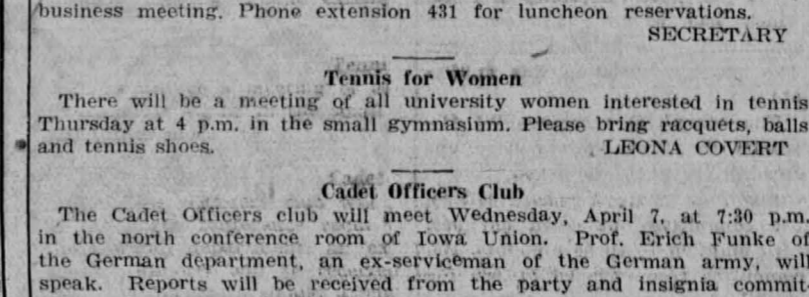 business meeting. Phone extension 431 for luncheon reservations.
SECRETARY
Tennis for Women
There will be a meeting of all university women interested in tennis
Thursday at 4 p.m. in the small gymnasium. Please bring racquets, balls
and tennis shoes. LEONA COVERT
Cadet Officers Club
The Cadet Officers club will meet Wednesday, April 7, at 7:30 p.m.
in the north conference room of Iowa Union. Prof. Erich Funke of
the German department, an ex-serviceman of the German army, will
speak. Reports will be received from the party and insignia commit